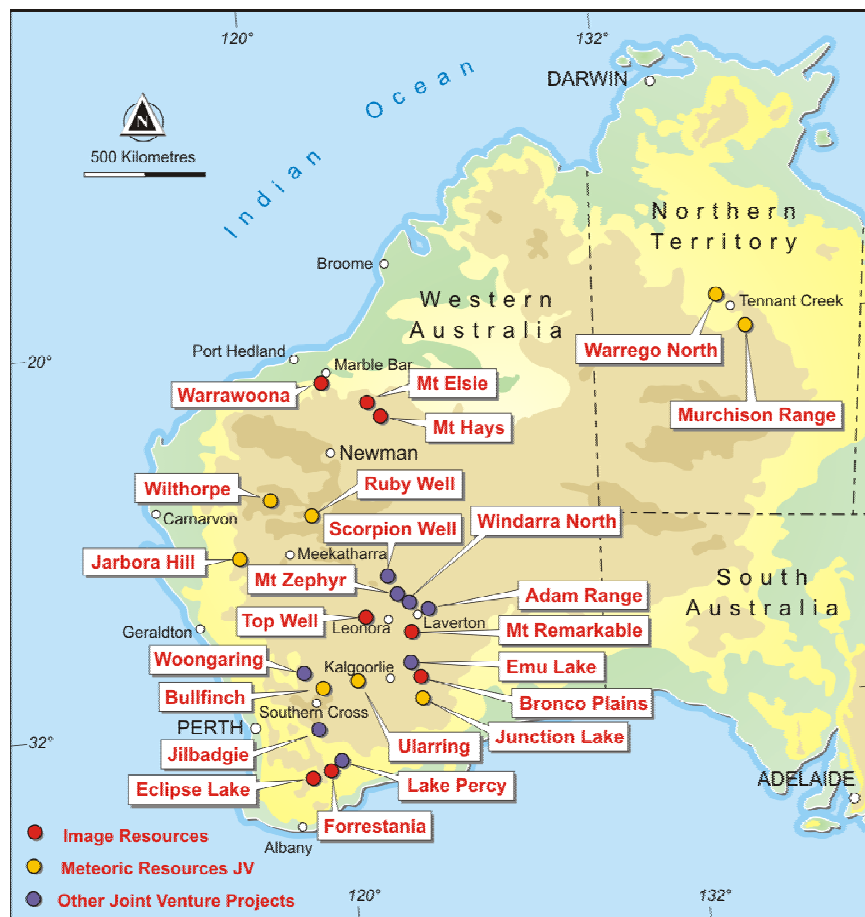 120°
132°
DARWIN
Indian Ocean
N
500 Kilometres
Northern
Territory
Broome
Western
Australia
Tennant Creek
Warrego North
Port Hedland
20°
Marble Bar
Mt Elsie
Warrawoona
Murchison Range
Mt Hays
Newman
Wilthorpe
Ruby Well
Carnarvon
Scorpion Well
Windarra North
Meekatharra
Jarbora Hill
Mt Zephyr
South
Australia
Adam Range
Top Well
Leonora
Laverton
Geraldton
Mt Remarkable
Woongaring
Kalgoorlie
Emu Lake
Bullfinch
Bronco Plains
Southern Cross
PERTH
Junction Lake
32°
Ularring
Jilbadgie
ADELAIDE
Eclipse Lake
Lake Percy
Forrestania
Image Resources
Albany
Meteoric Resources JV
Other Joint Venture Projects
120°
132°